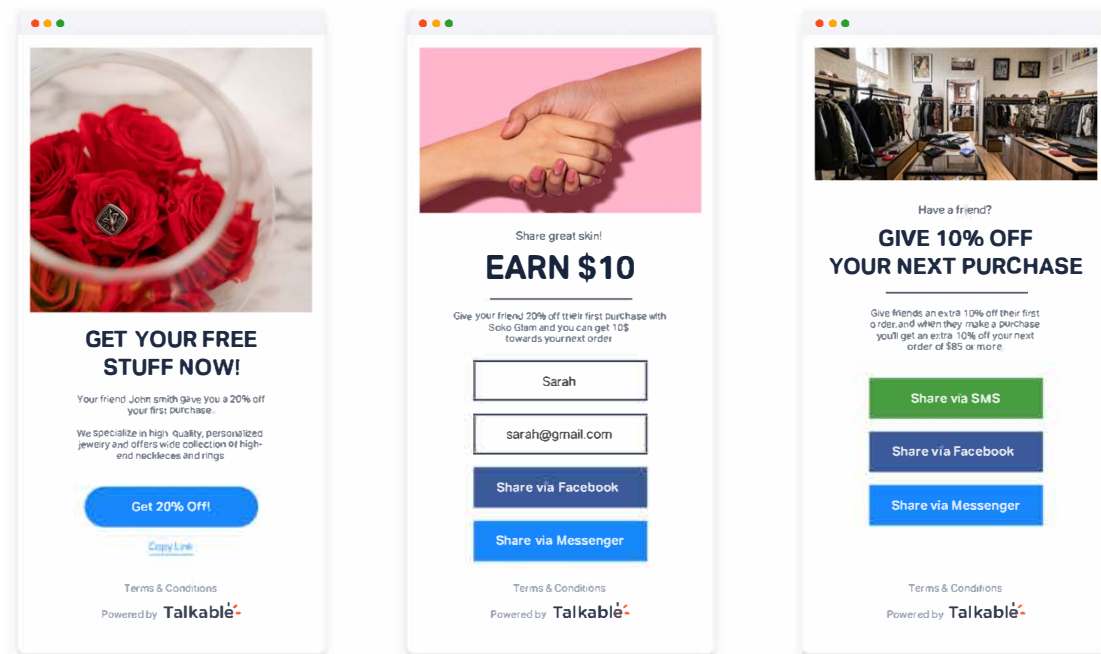 GET YOUR FREE
STUFF NOW!
Your friend John smith gave you a 20% off
your first purchase.
We specialize in high quality, personalized
jewelry and offers wide collection of high-
end neckleces and rings
Get 20% Off!
Copy Link
Terms & Conditions
Powered by Talkable
Share great skin!
EARN $10
Give your friend 20% off their first purchase with
Soko Glam and you can get 10$
towards your next order
Sarah
sarah@gmail.com
Share via Facebook
Share via Messenger
Terms & Conditions
Powered by Talkable
Have a friend?
GIVE 10% OFF
YOUR NEXT PURCHASE
Give friends an extra 10% off their first
order, and when they make a purchase
you'll get an extra 10% off your next
order of $85 or more
Share via SMS
Share via Facebook
Share via Messenger
Terms & Conditions
Powered by Talkable